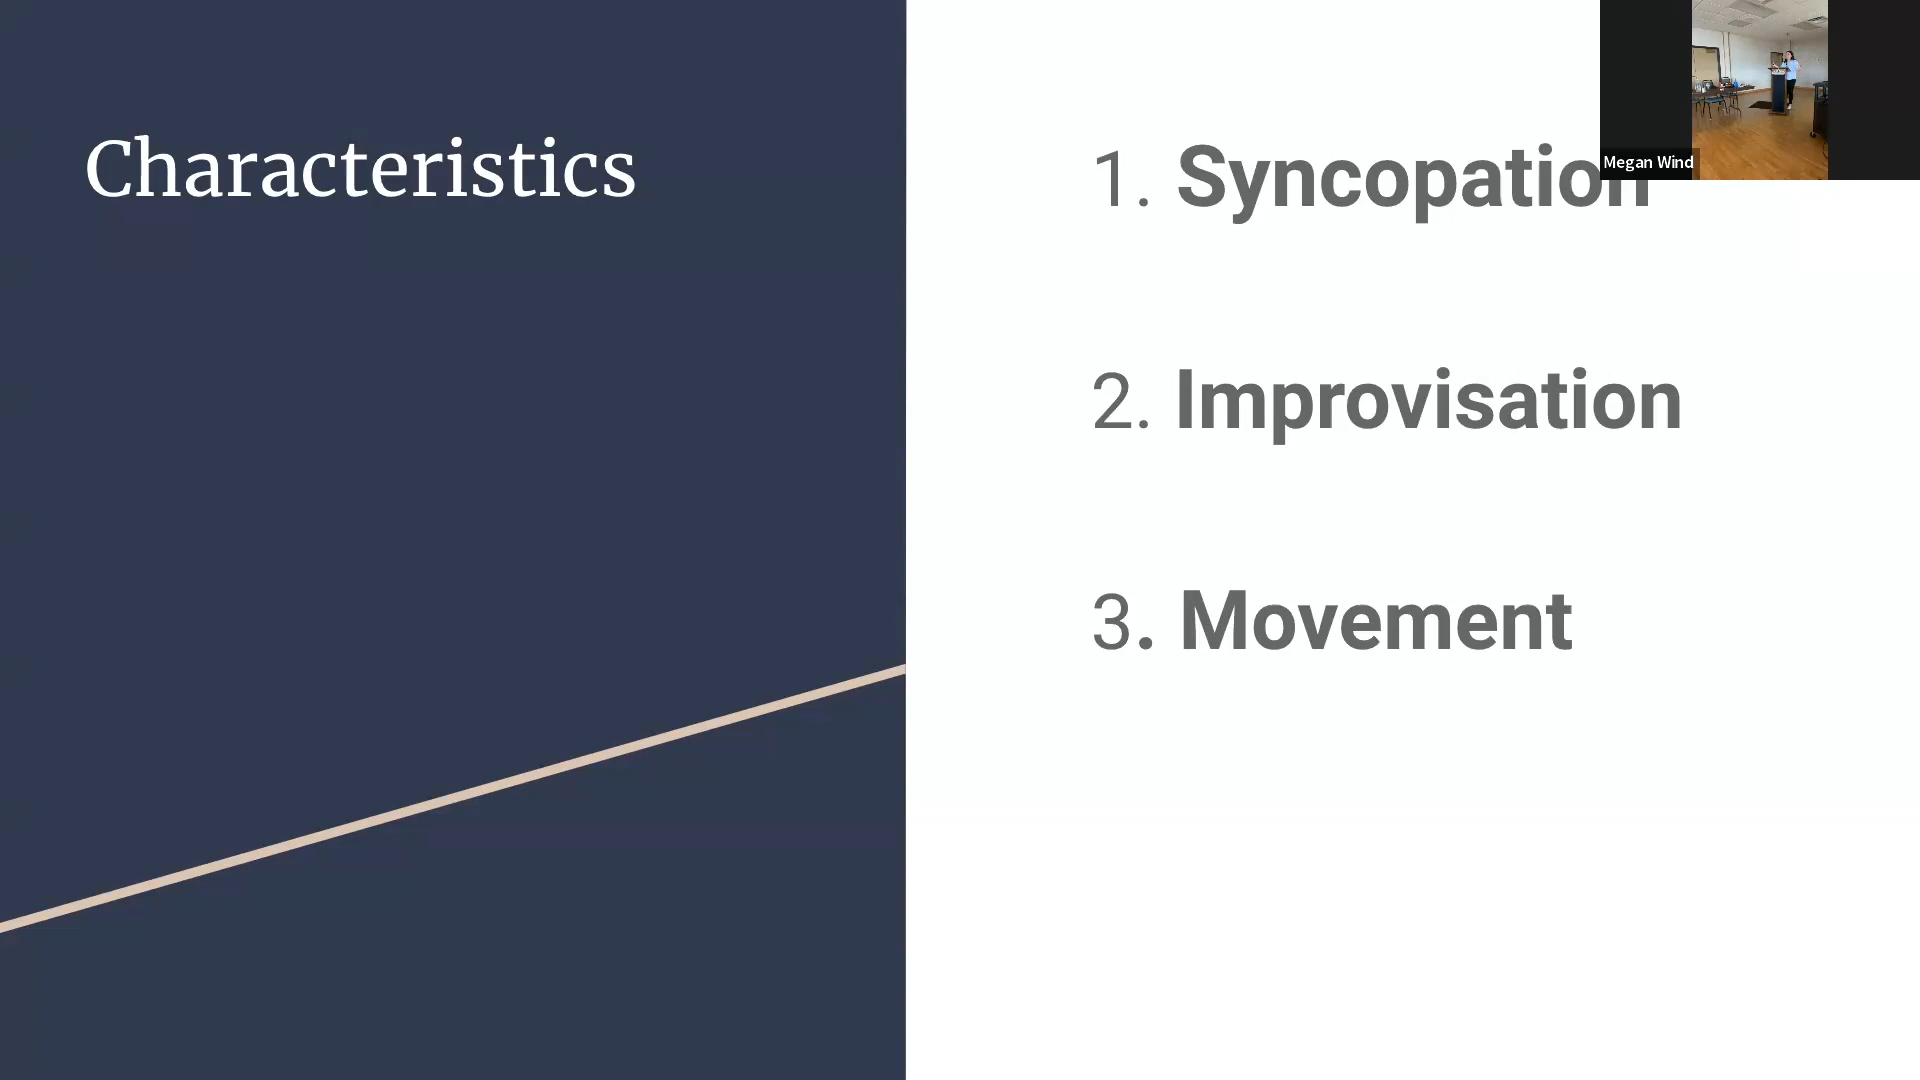 Characteristics
1. Syncopation
2. Improvisation
3. Movement
Megan Wind